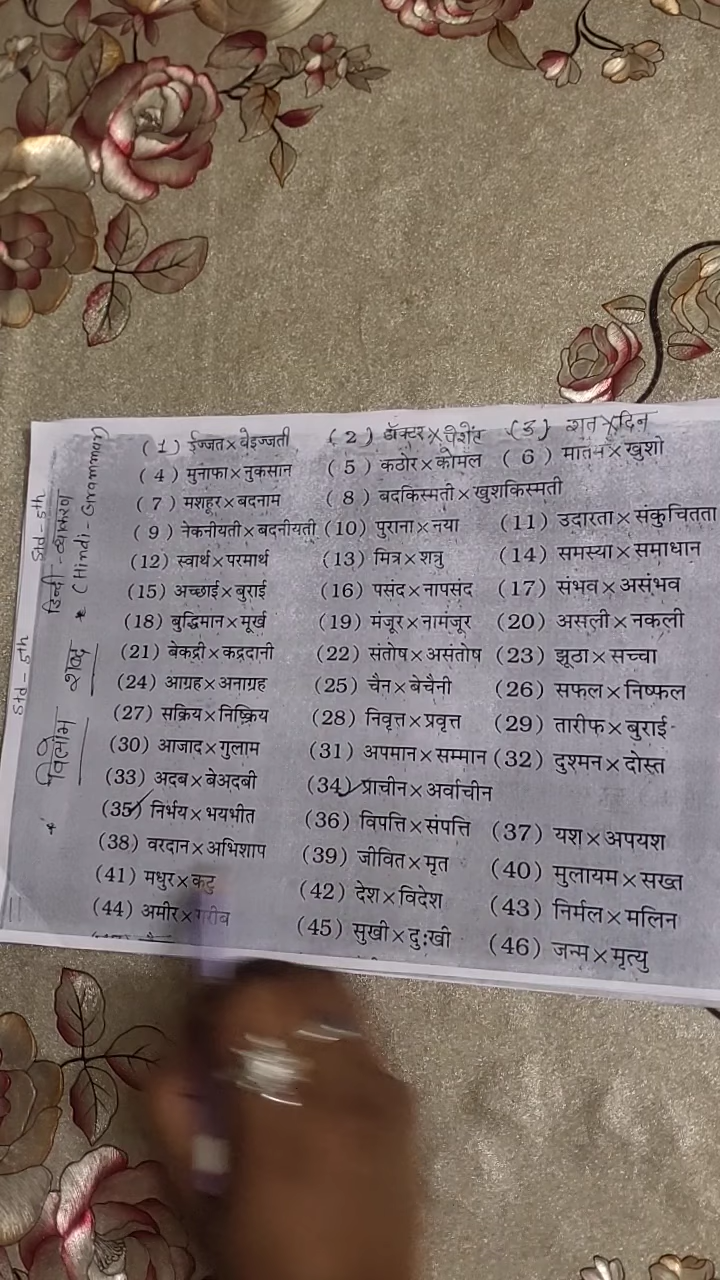 (1) ईज्जत×बेइज्जती (2) डॉक्टर×पेशेंट (3) रात×दिन
(4) मुनाफा×नुकसान (5) कठोर×कोमल (6) मातम×खुशी
(7) मशहूर×बदनाम (8) बदकिस्मती×खुशकिस्मती
(9) नेकनीयती×बदनीयती (10) पुराना×नया (11) उदारता×संकुचितता
(12) स्वार्थ×परमार्थ (13) मित्र×शत्रु (14) समस्या×समाधान
(15) अच्छाई×बुराई (16) पसंद×नापसंद (17) संभव×असंभव
(18) बुद्धिमान×मूर्ख (19) मंजूर×नामंजूर (20) असली×नकली
(21) बेकद्री×कद्रदानी (22) संतोष×असंतोष (23) झूठा×सच्चा
(24) आग्रह×अनाग्रह (25) चैन×बेचैनी (26) सफल×निष्फल
(27) सक्रिय×निष्क्रिय (28) निवृत्त×प्रवृत्त (29) तारीफ×बुराई
(30) आजाद×गुलाम (31) अपमान×सम्मान (32) दुश्मन×दोस्त
(33) अदब×बेअदबी (34) प्राचीन×अर्वाचीन
(35) निर्भय×भयभीत (36) विपत्ति×संपत्ति (37) यश×अपयश
(38) वरदान×अभिशाप (39) जीवित×मृत (40) मुलायम×सख्त
(41) मधुर×कटु (42) देश×विदेश (43) निर्मल×मलिन
(44) अमीर×गरीब (45) सुखी×दुःखी (46) जन्म×मृत्यु
* विलोम शब्द * (Hindi-Grammar)
हिन्दी-व्याकरण
Std-5th Std-5th